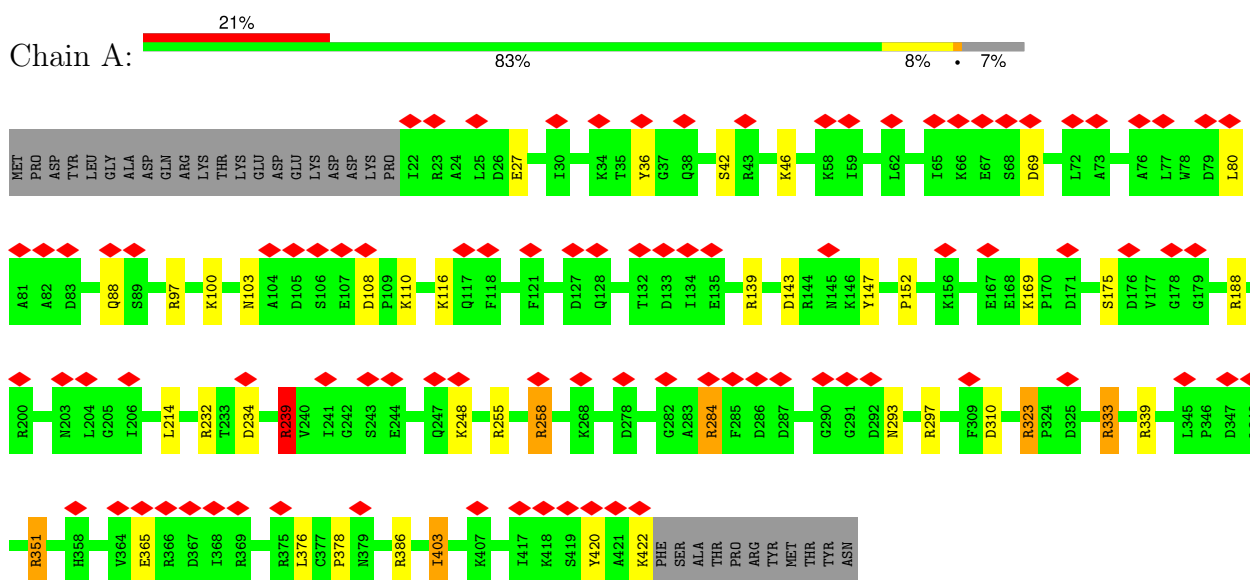 21%
Chain A:
83% 8% • 7%
MET PRO ASP TYR LEU GLY ALA ASP GLN ARG LYS THR LYS GLU ASP GLU LYS ASP ASP LYS PRO I22 R23 A24 L25 D26 E27 I30 K34 T35 Y36 G37 Q38 S42 R43 K46 K58 I59 L62 I65 K66 E67 S68 D69 L72 A73 A76 L77 W78 D79 L80
A81 A82 D83 Q88 S89 R97 K100 N103 A104 D105 S106 E107 D108 P109 K110 K116 Q117 F118 F121 D127 Q128 T132 D133 I134 E135 R139 D143 R144 N145 K146 Y147 P152 K156 E167 E168 K169 P170 D171 S175 D176 V177 G178 G179 R188
R200 N203 L204 G205 I206 L214 R232 T233 D234 R239 V240 I241 G242 S243 E244 Q247 K248 R255 R258 K268 D278 G282 A283 R284 F285 D286 D287 G290 G291 D292 N293 R297 F309 D310 R323 P324 D325 R333 R339 L345 P346 D347
R351 H358 V364 E365 R366 D367 I368 R369 R375 L376 C377 P378 N379 R386 I403 K407 I417 K418 S419 Y420 A421 K422 PHE SER ALA THR PRO ARG TYR MET THR TYR ASN